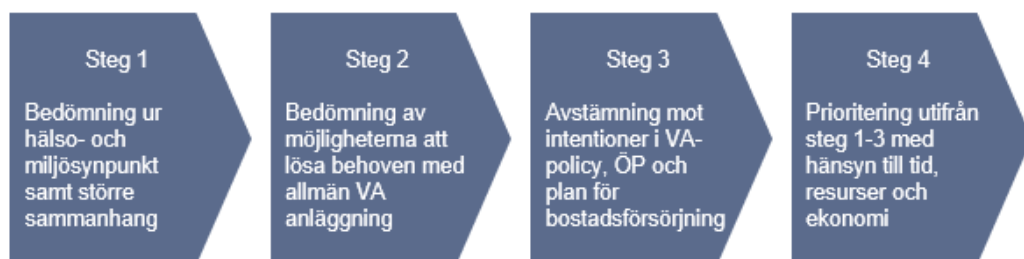 Steg 1
Bedömning ur
hälso- och
miljösynpunkt
samt större
sammanhang
Steg 2
Bedömning av
möjligheterna att
lösa behoven med
allmän VA
anläggning
Steg 3
Avstämning mot
intentioner i VA-
policy, ÖP och
plan för
bostadsförsörjning
Steg 4
Prioritering utifrån
steg 1-3 med
hänsyn till tid,
resurser och
ekonomi